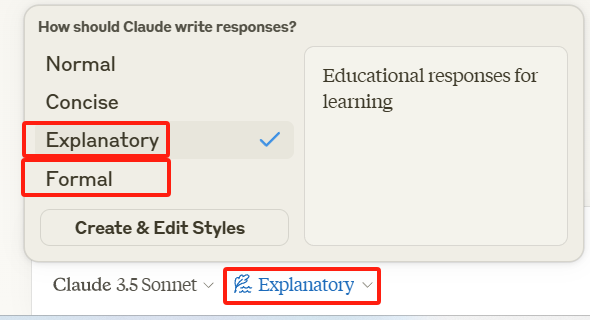 How should Claude write responses?
Normal
Concise
Explanatory
Formal
Create & Edit Styles
Educational responses for
learning
Claude 3.5 Sonnet
Explanatory